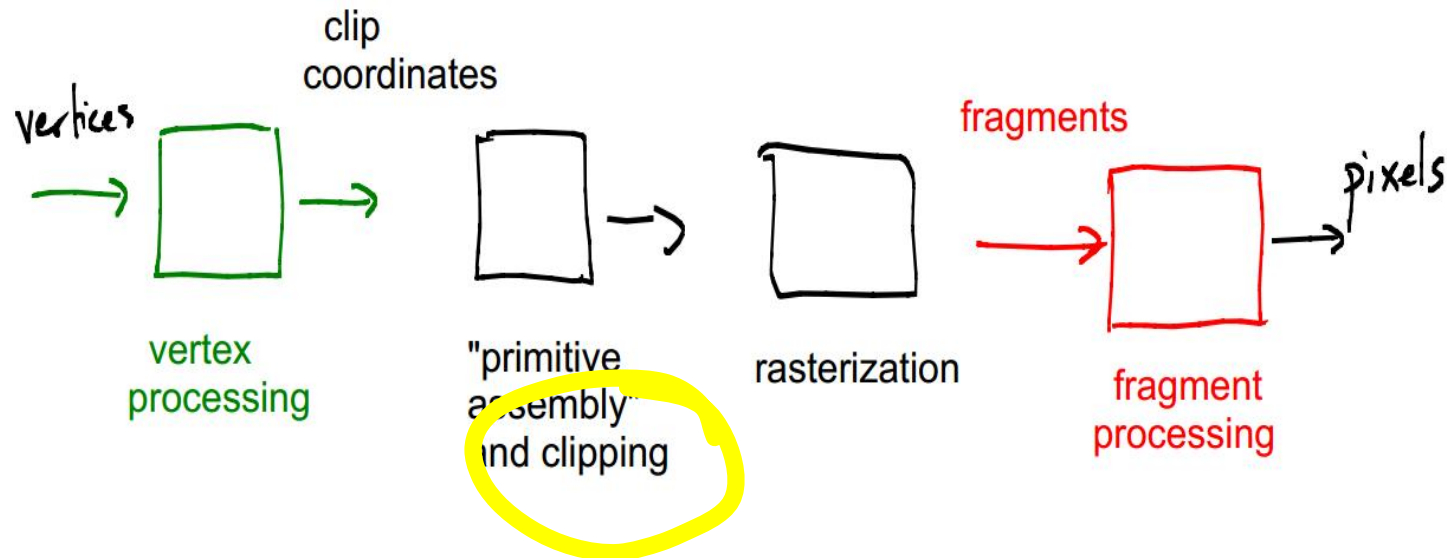 clip
coordinates
vertices
fragments
pixels
vertex
processing
"primitive
assembly"
and clipping
rasterization
fragment
processing